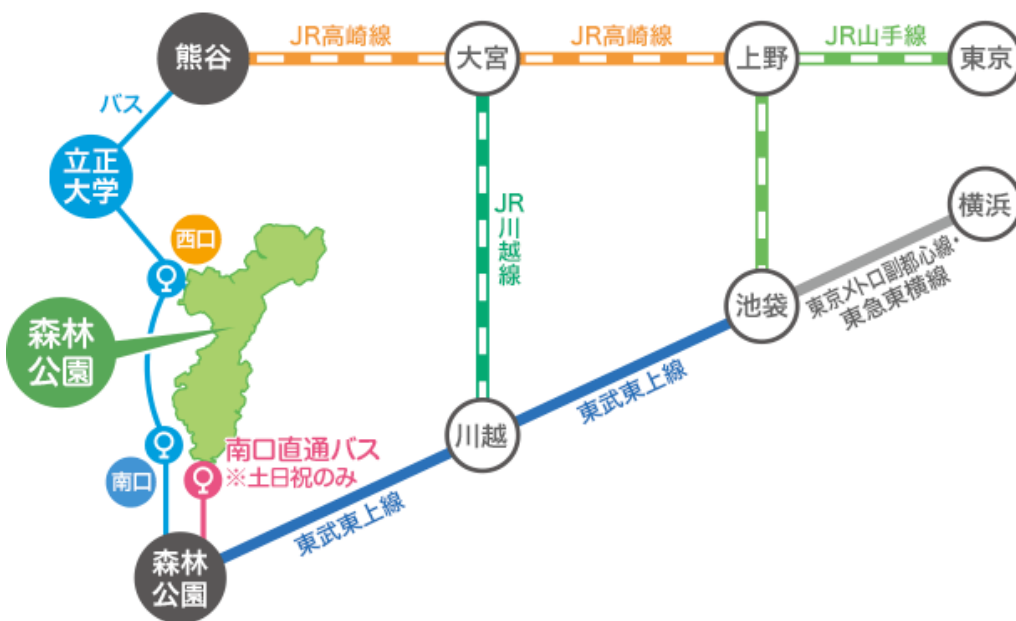 JR高崎線
JR高崎線
JR山手線
熊谷
大宮
上野
東京
バス
立正
大学
JR川越線
横浜
西口
東京メトロ副都心線・
東急東横線
池袋
森林
公園
東武東上線
川越
南口直通バス
※土日祝のみ
南口
東武東上線
森林
公園